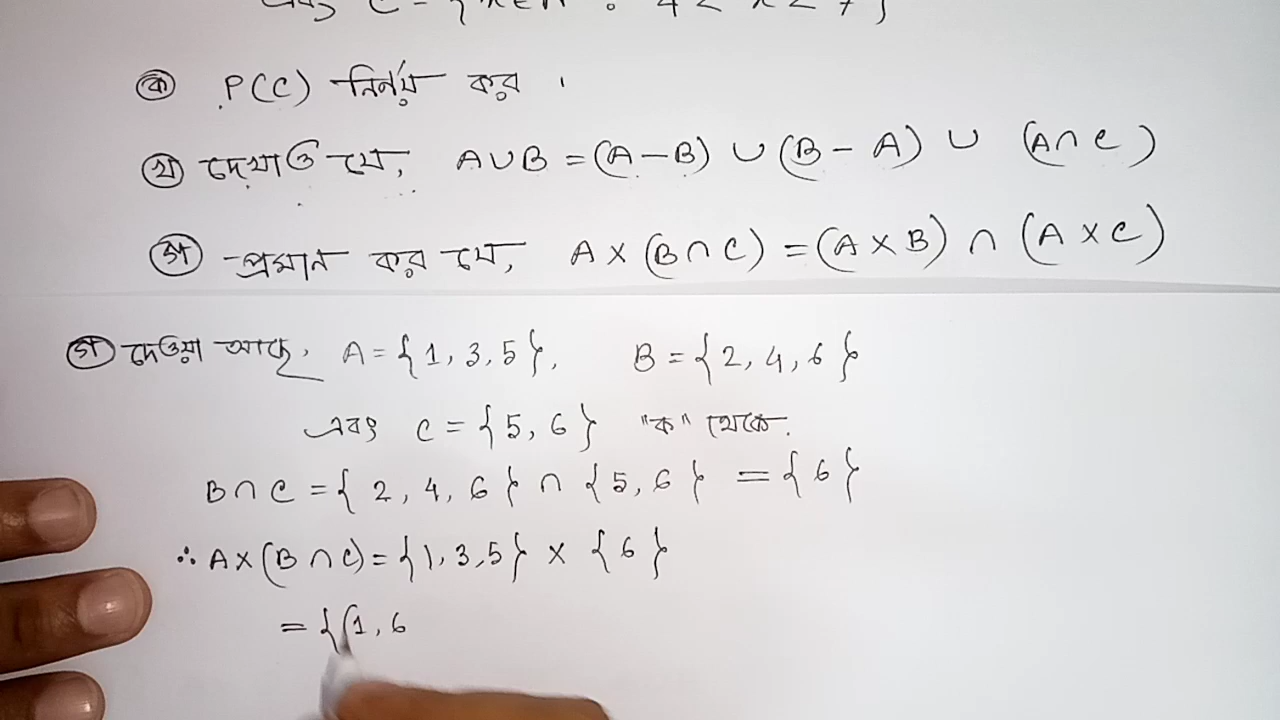 ক P(C) নির্ণয় কর ।
খ দেখাও যে, A∪B = (A − B) ∪ (B − A) ∪ (A∩C)
গ প্রমান কর যে, A × (B∩C) = (A × B) ∩ (A × C)
গ দেওয়া আছে, A = {1, 3, 5}, B = {2, 4, 6}
এবং C = {5, 6} "ক" থেকে.
B∩C = {2, 4, 6} ∩ {5, 6} = {6}
∴ A×(B∩C) = {1, 3, 5} × {6}
= {(1, 6